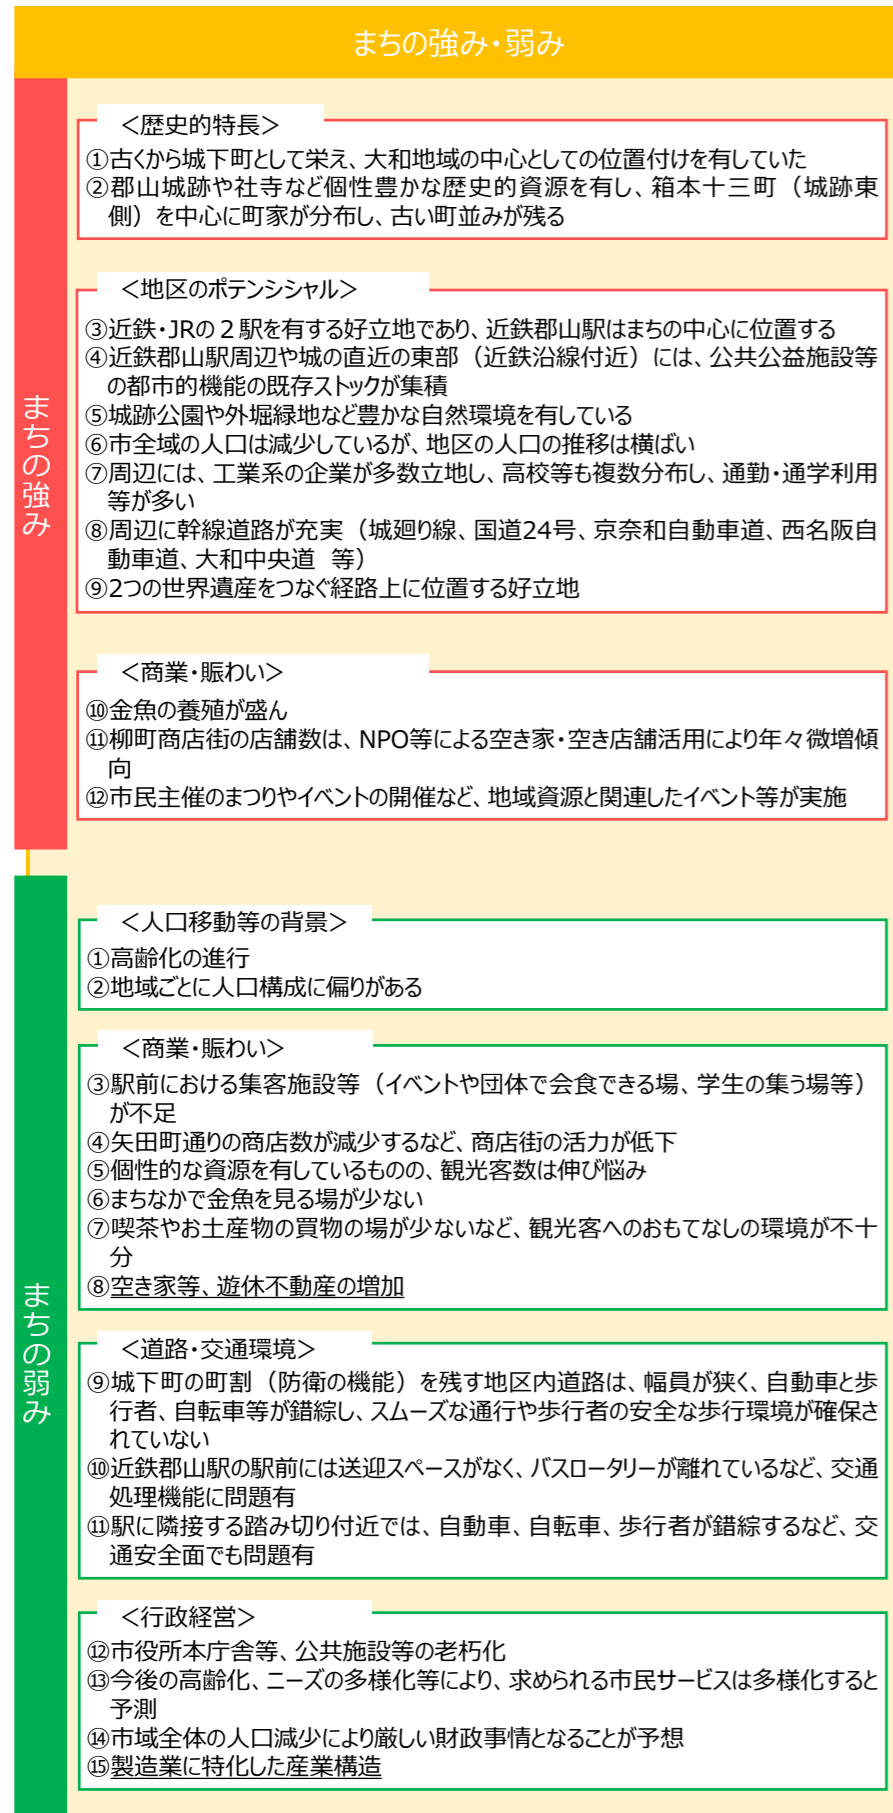 まちの強み・弱み
まちの強み
＜歴史的特長＞
①古くから城下町として栄え、大和地域の中心としての位置付けを有していた
②郡山城跡や社寺など個性豊かな歴史的資源を有し、箱本十三町（城跡東
側）を中心に町家が分布し、古い町並みが残る
＜地区のポテンシシャル＞
③近鉄・JRの２駅を有する好立地であり、近鉄郡山駅はまちの中心に位置する
④近鉄郡山駅周辺や城の直近の東部（近鉄沿線付近）には、公共公益施設等
の都市的機能の既存ストックが集積
⑤城跡公園や外堀緑地など豊かな自然環境を有している
⑥市全域の人口は減少しているが、地区の人口の推移は横ばい
⑦周辺には、工業系の企業が多数立地し、高校等も複数分布し、通勤・通学利用
等が多い
⑧周辺に幹線道路が充実（城廻り線、国道24号、京奈和自動車道、西名阪自
動車道、大和中央道　等）
⑨2つの世界遺産をつなぐ経路上に位置する好立地
＜商業・賑わい＞
⑩金魚の養殖が盛ん
⑪柳町商店街の店舗数は、NPO等による空き家・空き店舗活用により年々微増傾
向
⑫市民主催のまつりやイベントの開催など、地域資源と関連したイベント等が実施
まちの弱み
＜人口移動等の背景＞
①高齢化の進行
②地域ごとに人口構成に偏りがある
＜商業・賑わい＞
③駅前における集客施設等（イベントや団体で会食できる場、学生の集う場等）
が不足
④矢田町通りの商店数が減少するなど、商店街の活力が低下
⑤個性的な資源を有しているものの、観光客数は伸び悩み
⑥まちなかで金魚を見る場が少ない
⑦喫茶やお土産物の買物の場が少ないなど、観光客へのおもてなしの環境が不十
分
⑧空き家等、遊休不動産の増加
＜道路・交通環境＞
⑨城下町の町割（防衛の機能）を残す地区内道路は、幅員が狭く、自動車と歩
行者、自転車等が錯綜し、スムーズな通行や歩行者の安全な歩行環境が確保さ
れていない
⑩近鉄郡山駅の駅前には送迎スペースがなく、バスロータリーが離れているなど、交通
処理機能に問題有
⑪駅に隣接する踏み切り付近では、自動車、自転車、歩行者が錯綜するなど、交
通安全面でも問題有
＜行政経営＞
⑫市役所本庁舎等、公共施設等の老朽化
⑬今後の高齢化、ニーズの多様化等により、求められる市民サービスは多様化すると
予測
⑭市域全体の人口減少により厳しい財政事情となることが予想
⑮製造業に特化した産業構造